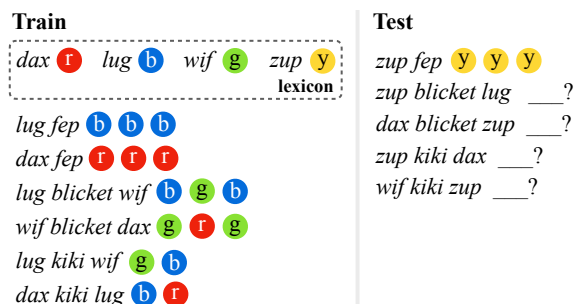 Train
dax r lug b wif g zup y
lexicon
lug fep b b b
dax fep r r r
lug blicket wif b g b
wif blicket dax g r g
lug kiki wif g b
dax kiki lug b r
Test
zup fep y y y
zup blicket lug ___?
dax blicket zup ___?
zup kiki dax ___?
wif kiki zup ___?